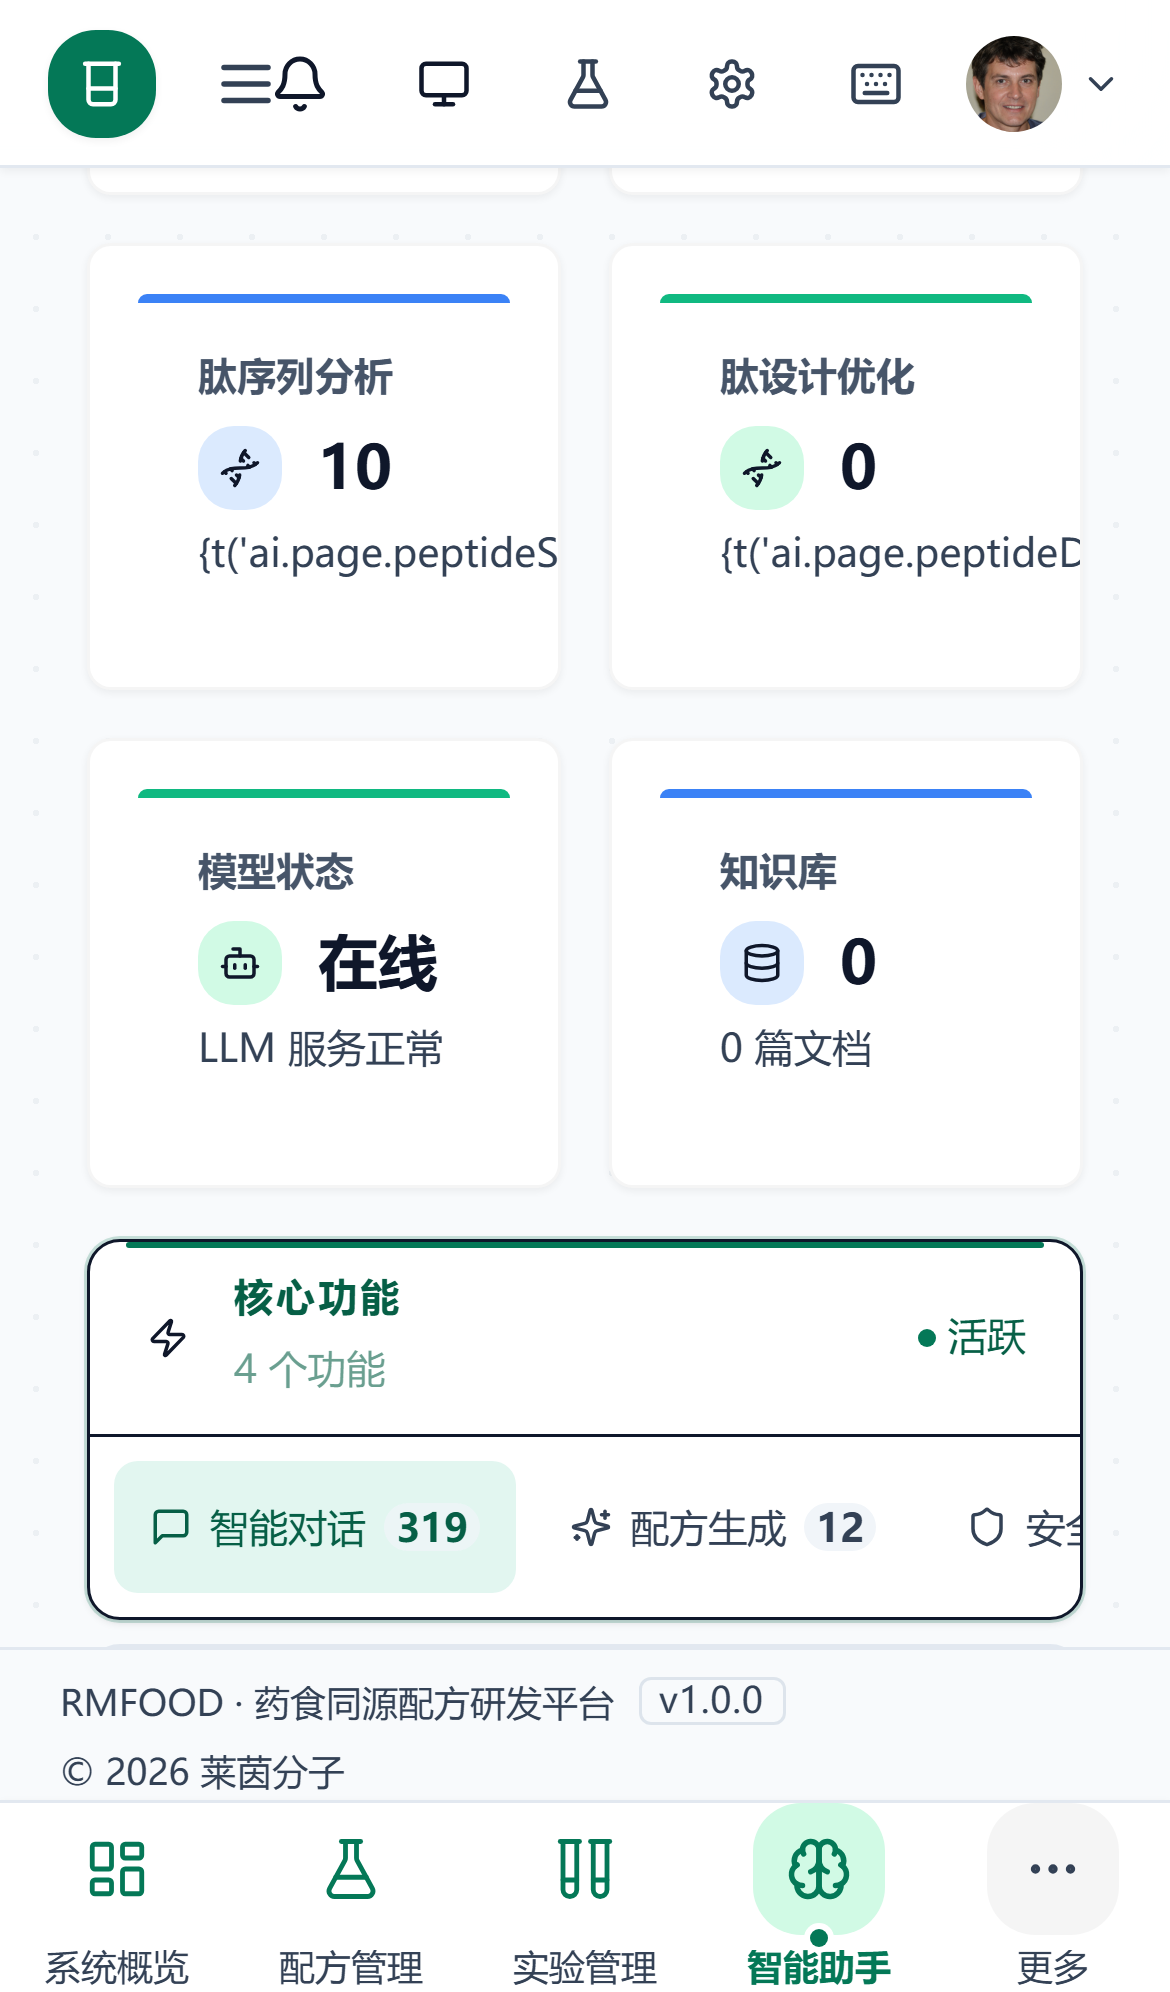 肽序列分析
10
{t('ai.page.peptideS
肽设计优化
0
{t('ai.page.peptideD
模型状态
在线
LLM 服务正常
知识库
0
0 篇文档
核心功能
4 个功能
活跃
智能对话 319
配方生成 12
安全
RMFOOD · 药食同源配方研发平台 v1.0.0
© 2026 莱茵分子
系统概览
配方管理
实验管理
智能助手
更多